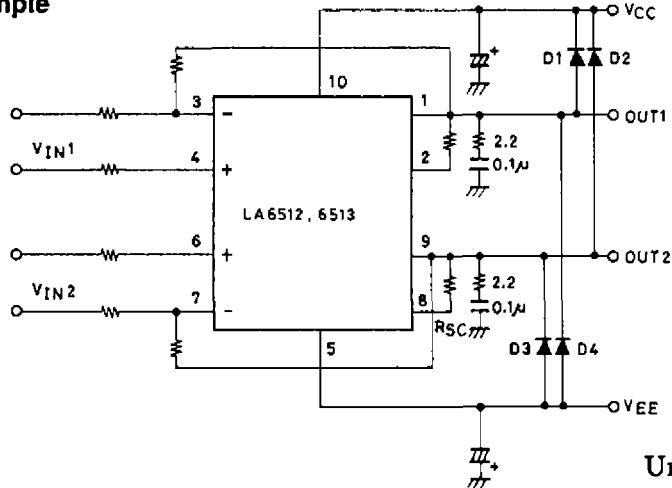 mple
VCC
D1
D2
10
3
−
1
OUT1
VIN1
4
+
2
2.2
0.1μ
LA6512, 6513
6
+
9
OUT2
VIN2
7
−
8
2.2
0.1μ
RSC
5
D3
D4
VEE
+
+
Un